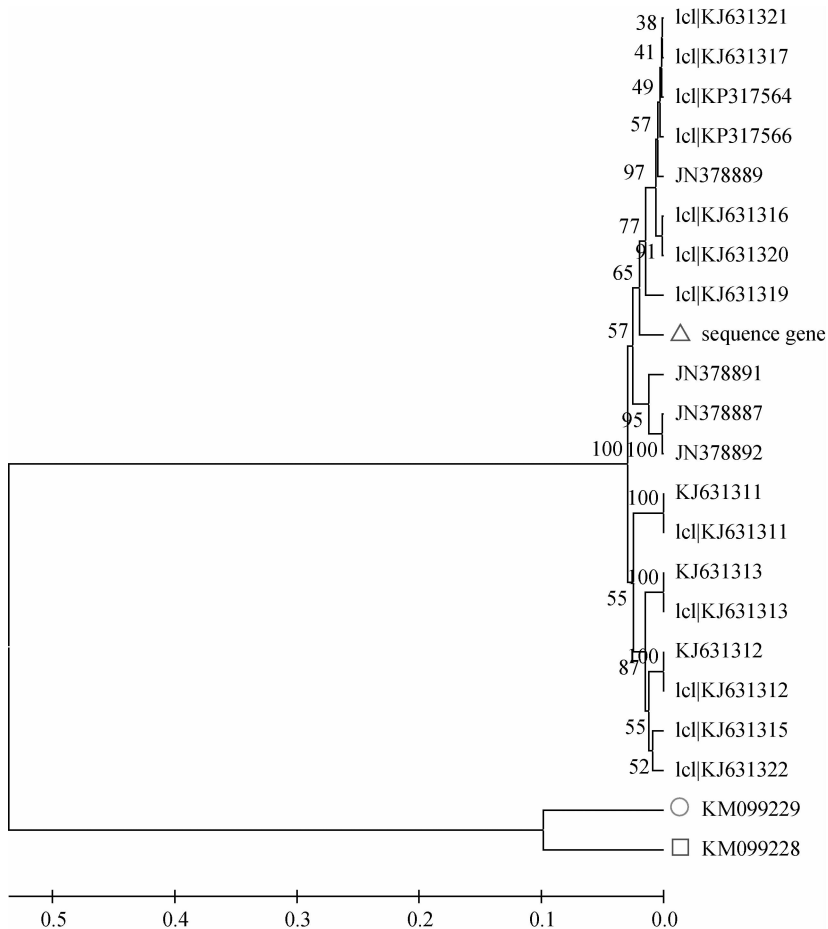 38 lcl|KJ631321
41 lcl|KJ631317
49 lcl|KP317564
57 lcl|KP317566
97 JN378889
77 lcl|KJ631316
91 lcl|KJ631320
65 lcl|KJ631319
57 sequence gene
JN378891
95 JN378887
100 100 JN378892
100 KJ631311
lcl|KJ631311
100 KJ631313
55 lcl|KJ631313
100 KJ631312
87 lcl|KJ631312
55 lcl|KJ631315
52 lcl|KJ631322
KM099229
KM099228
0.5 0.4 0.3 0.2 0.1 0.0